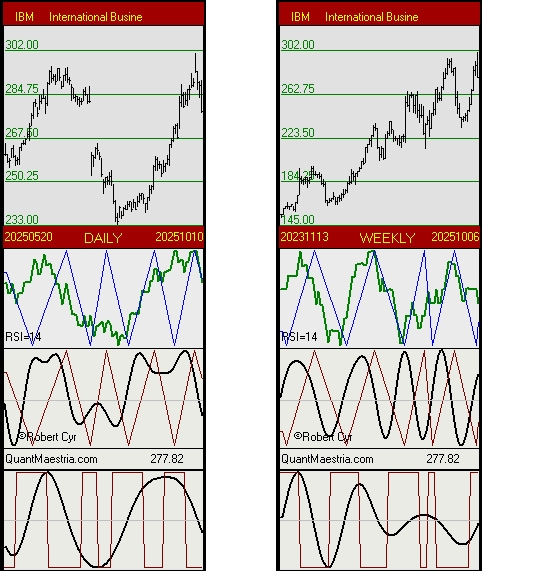 IBM International Busine
302.00
284.75
267.50
250.25
233.00
20250520 DAILY 20251010
RSI=14
©Robert Cyr
QuantMaestria.com 277.82
IBM International Busine
302.00
262.75
223.50
184.25
145.00
20231113 WEEKLY 20251006
RSI=14
©Robert Cyr
QuantMaestria.com 277.82